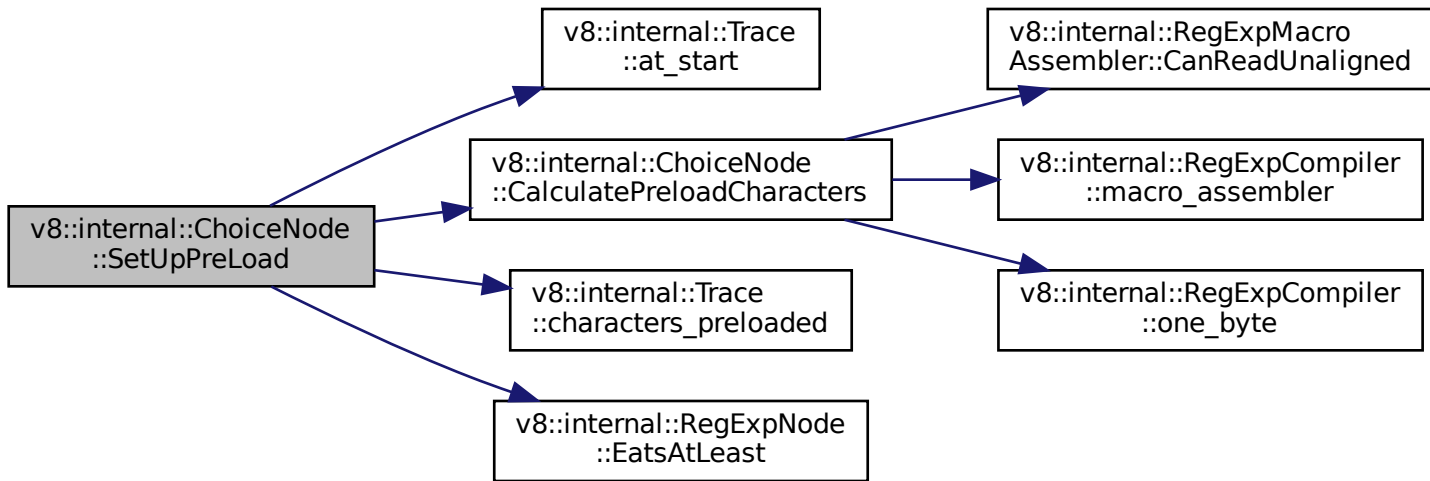 v8::internal::ChoiceNode
::SetUpPreLoad
v8::internal::Trace
::at_start
v8::internal::ChoiceNode
::CalculatePreloadCharacters
v8::internal::Trace
::characters_preloaded
v8::internal::RegExpNode
::EatsAtLeast
v8::internal::RegExpMacro
Assembler::CanReadUnaligned
v8::internal::RegExpCompiler
::macro_assembler
v8::internal::RegExpCompiler
::one_byte